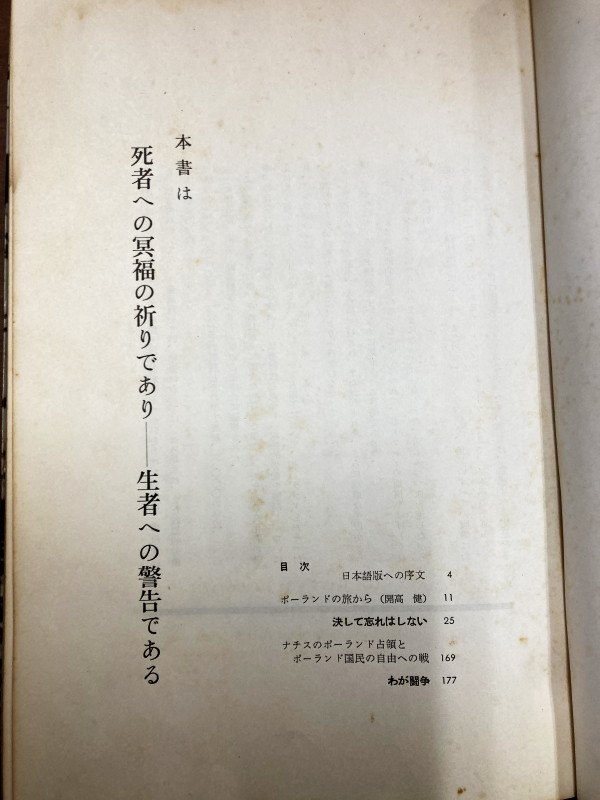 本書は
死者への冥福の祈りであり――生者への警告である
目次
日本語版への序文 4
ポーランドの旅から（開高 健） 11
決して忘れはしない 25
ナチスのポーランド占領と
ポーランド国民の自由への戦 169
わが闘争 177